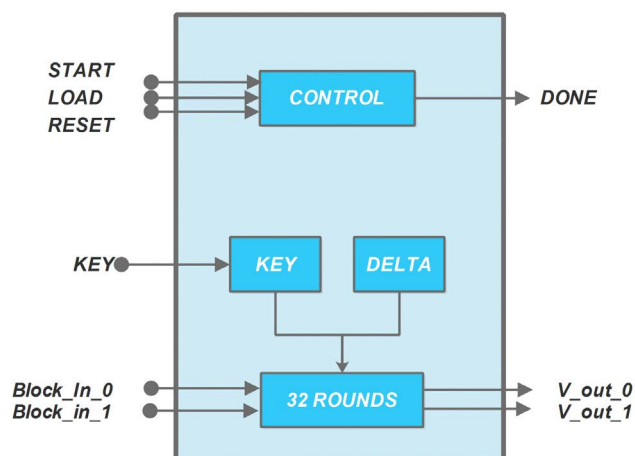 START
LOAD
RESET
CONTROL
DONE
KEY
KEY
DELTA
Block_In_0
Block_in_1
32 ROUNDS
V_out_0
V_out_1